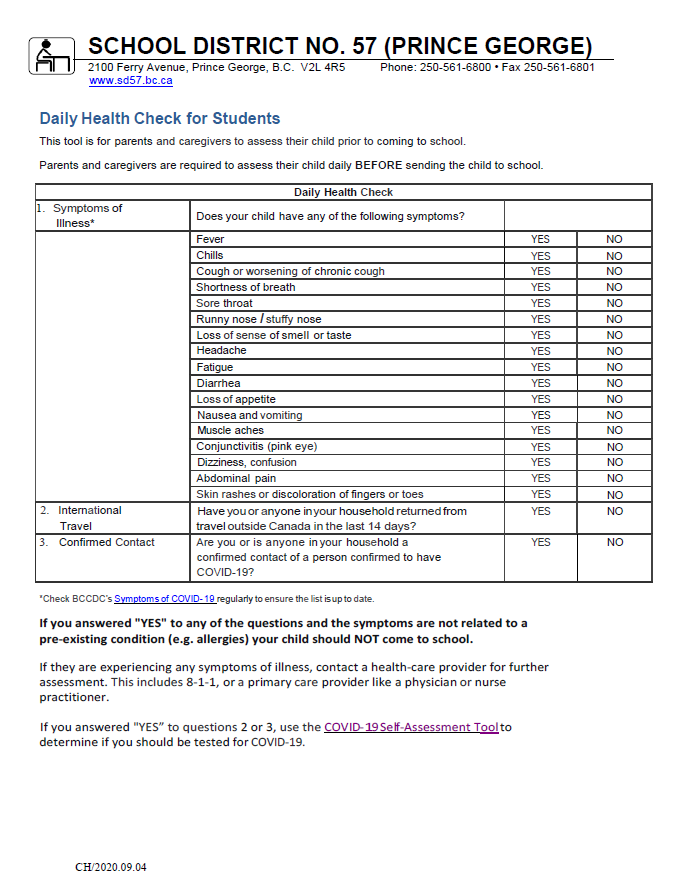 SCHOOL DISTRICT NO. 57 (PRINCE GEORGE)
2100 Ferry Avenue, Prince George, B.C. V2L 4R5 Phone: 250-561-6800 • Fax 250-561-6801
www.sd57.bc.ca
Daily Health Check for Students
This tool is for parents and caregivers to assess their child prior to coming to school.
Parents and caregivers are required to assess their child daily BEFORE sending the child to school.
Daily Health Check
1. Symptoms of
Illness*
Does your child have any of the following symptoms?
Fever YES NO
Chills YES NO
Cough or worsening of chronic cough YES NO
Shortness of breath YES NO
Sore throat YES NO
Runny nose / stuffy nose YES NO
Loss of sense of smell or taste YES NO
Headache YES NO
Fatigue YES NO
Diarrhea YES NO
Loss of appetite YES NO
Nausea and vomiting YES NO
Muscle aches YES NO
Conjunctivitis (pink eye) YES NO
Dizziness, confusion YES NO
Abdominal pain YES NO
Skin rashes or discoloration of fingers or toes YES NO
2. International
Travel
Have you or anyone in your household returned from YES NO
travel outside Canada in the last 14 days?
3. Confirmed Contact
Are you or is anyone in your household a YES NO
confirmed contact of a person confirmed to have
COVID-19?
*Check BCCDC's Symptoms of COVID-19 regularly to ensure the list is up to date.
If you answered "YES" to any of the questions and the symptoms are not related to a
pre-existing condition (e.g. allergies) your child should NOT come to school.
If they are experiencing any symptoms of illness, contact a health-care provider for further
assessment. This includes 8-1-1, or a primary care provider like a physician or nurse
practitioner.
If you answered "YES” to questions 2 or 3, use the COVID-19 Self-Assessment Tool to
determine if you should be tested for COVID-19.
CH/2020.09.04